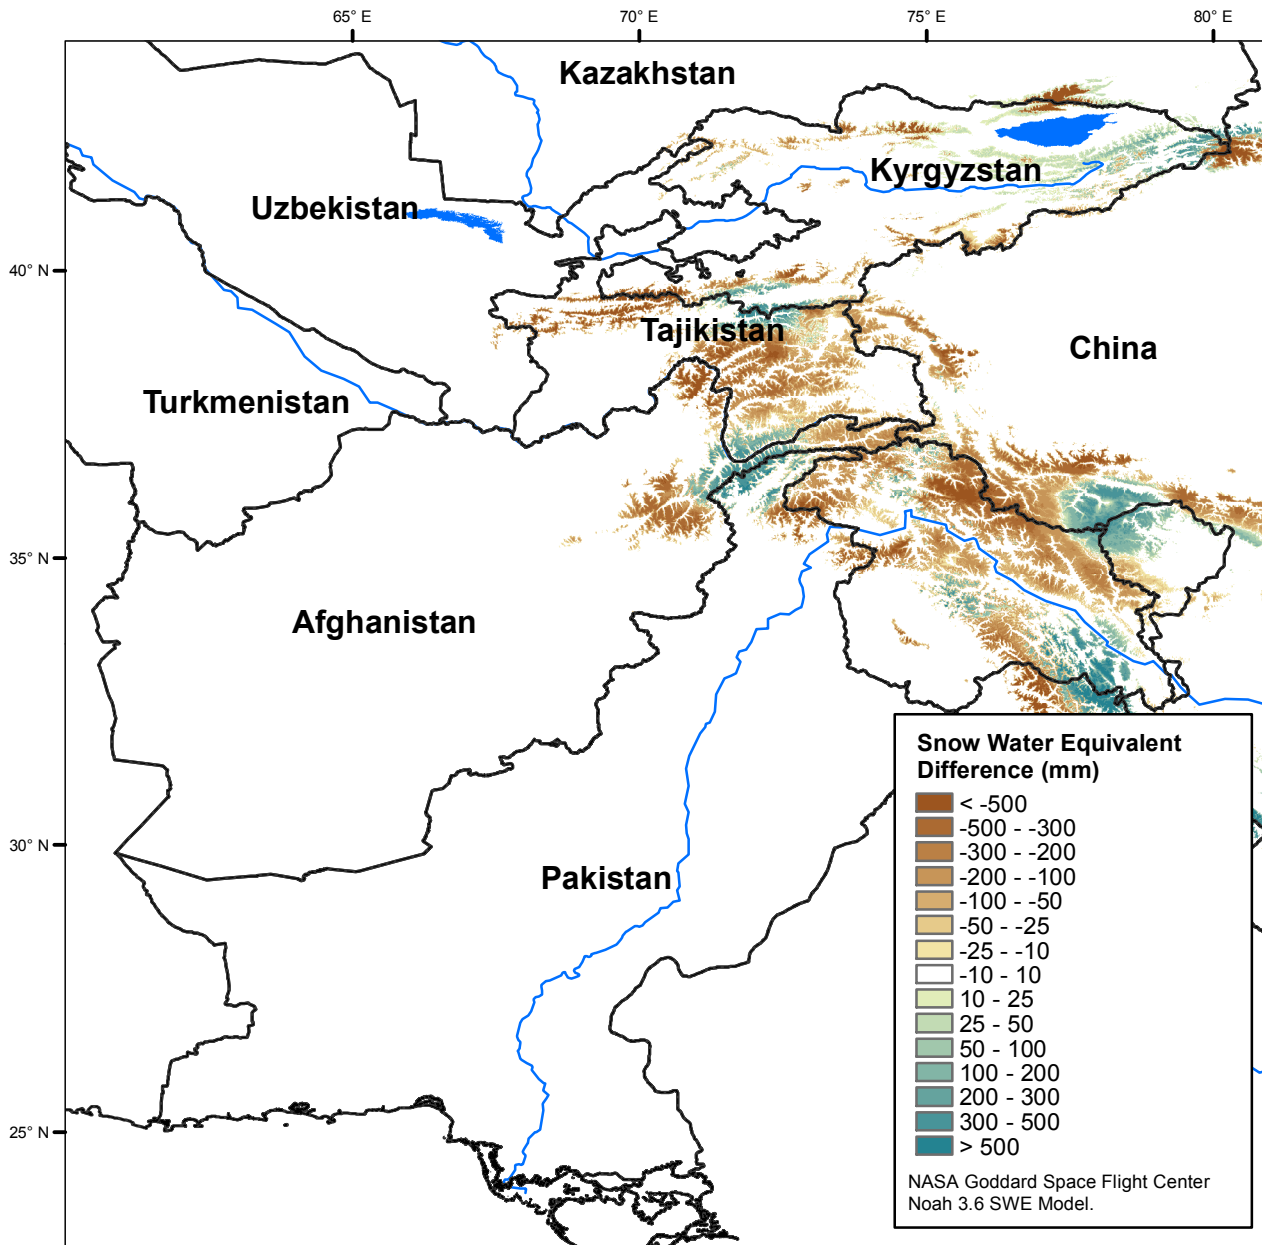 65° E
70° E
75° E
80° E
Kazakhstan
Kyrgyzstan
Uzbekistan
40° N
Tajikistan
China
Turkmenistan
35° N
Afghanistan
30° N
Pakistan
25° N
Snow Water Equivalent
Difference (mm)
< -500
-500 - -300
-300 - -200
-200 - -100
-100 - -50
-50 - -25
-25 - -10
-10 - 10
10 - 25
25 - 50
50 - 100
100 - 200
200 - 300
300 - 500
> 500
NASA Goddard Space Flight Center
Noah 3.6 SWE Model.